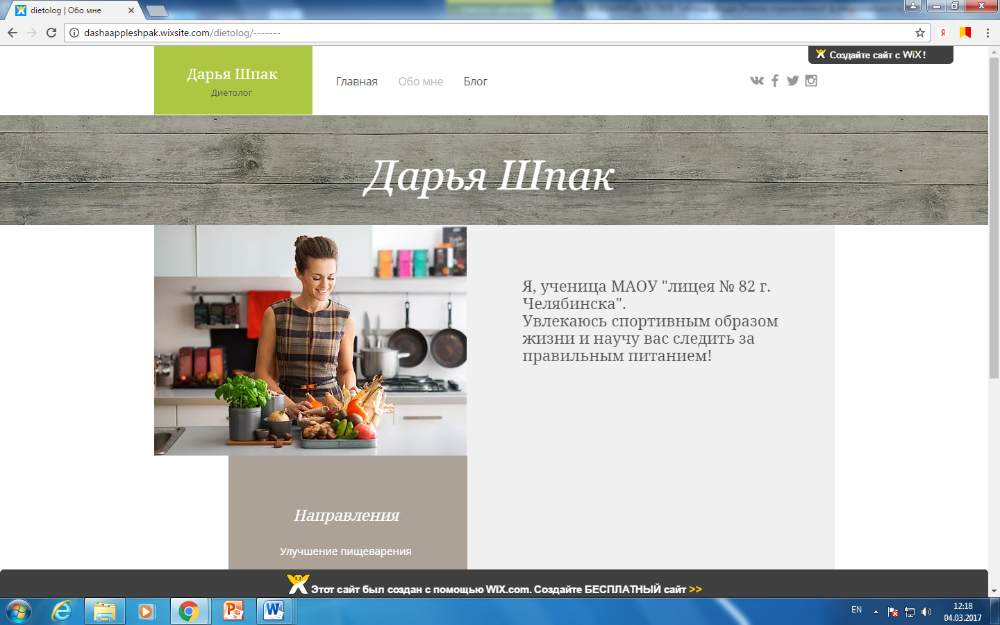 dietolog | Обо мне
dashaappleshpak.wixsite.com/dietolog/-------
Я
Создайте сайт с WiX!
Дарья Шпак
Диетолог
Главная
Обо мне
Блог
Дарья Шпак
Я, ученица МАОУ "лицея № 82 г.
Челябинска".
Увлекаюсь спортивным образом
жизни и научу вас следить за
правильным питанием!
Направления
Улучшение пищеварения
Этот сайт был создан с помощью WIX.com. Создайте БЕСПЛАТНЫЙ сайт >>
EN
12:18
04.03.2017